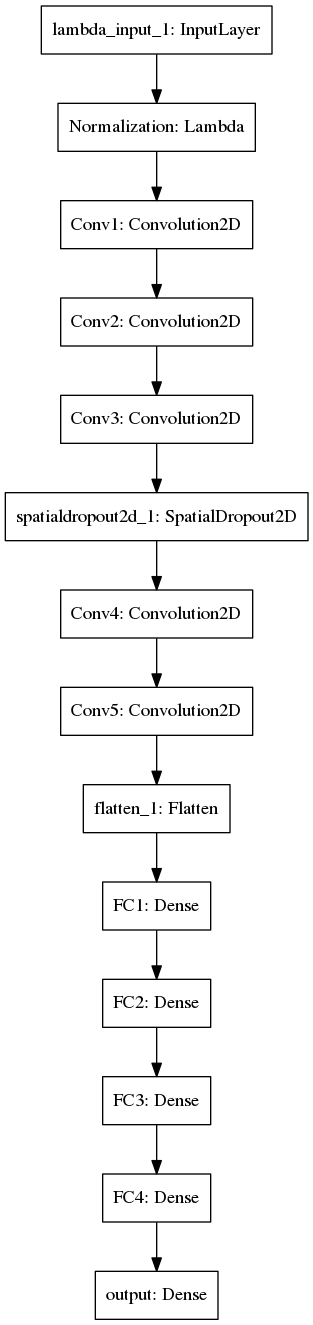 lambda_input_1: InputLayer
Normalization: Lambda
Conv1: Convolution2D
Conv2: Convolution2D
Conv3: Convolution2D
spatialdropout2d_1: SpatialDropout2D
Conv4: Convolution2D
Conv5: Convolution2D
flatten_1: Flatten
FC1: Dense
FC2: Dense
FC3: Dense
FC4: Dense
output: Dense